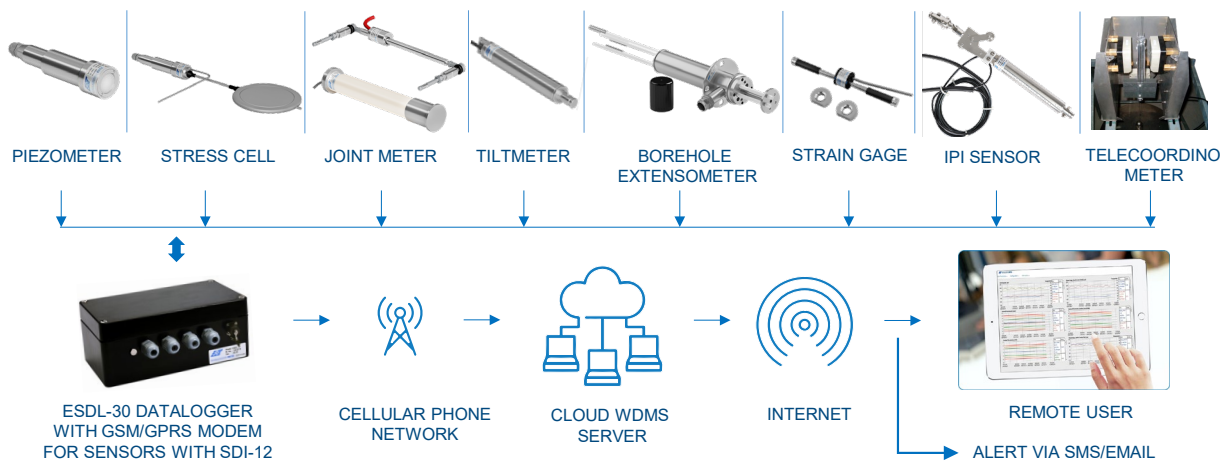 PIEZOMETER
STRESS CELL
JOINT METER
TILTMETER
BOREHOLE
EXTENSOMETER
STRAIN GAGE
IPI SENSOR
TELECOORDINO
METER
ESDL-30 DATALOGGER
WITH GSM/GPRS MODEM
FOR SENSORS WITH SDI-12
CELLULAR PHONE
NETWORK
CLOUD WDMS
SERVER
INTERNET
REMOTE USER
ALERT VIA SMS/EMAIL